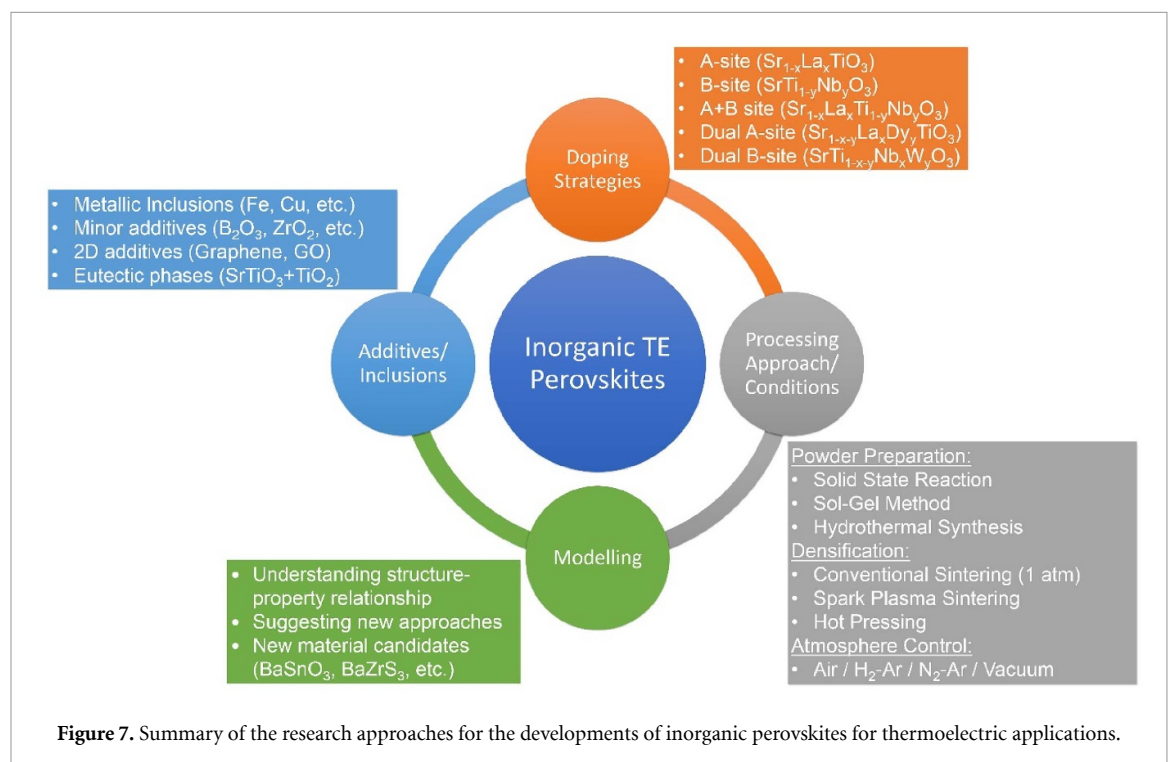 • A-site (Sr₁₋ₓLaₓTiO₃)
• B-site (SrTi₁₋ᵧNbᵧO₃)
• A+B site (Sr₁₋ₓLaₓTi₁₋ᵧNbᵧO₃)
• Dual A-site (Sr₁₋ₓ₋ᵧLaₓDyᵧTiO₃)
• Dual B-site (SrTi₁₋ₓ₋ᵧNbₓWᵧO₃)
Doping
Strategies
• Metallic Inclusions (Fe, Cu, etc.)
• Minor additives (B₂O₃, ZrO₂, etc.)
• 2D additives (Graphene, GO)
• Eutectic phases (SrTiO₃+TiO₂)
Additives/
Inclusions
Inorganic TE
Perovskites
Processing
Approach/
Conditions
Powder Preparation:
• Solid State Reaction
• Sol-Gel Method
• Hydrothermal Synthesis
Densification:
• Conventional Sintering (1 atm)
• Spark Plasma Sintering
• Hot Pressing
Atmosphere Control:
• Air / H₂-Ar / N₂-Ar / Vacuum
Modelling
• Understanding structure-
property relationship
• Suggesting new approaches
• New material candidates
(BaSnO₃, BaZrS₃, etc.)
Figure 7. Summary of the research approaches for the developments of inorganic perovskites for thermoelectric applications.